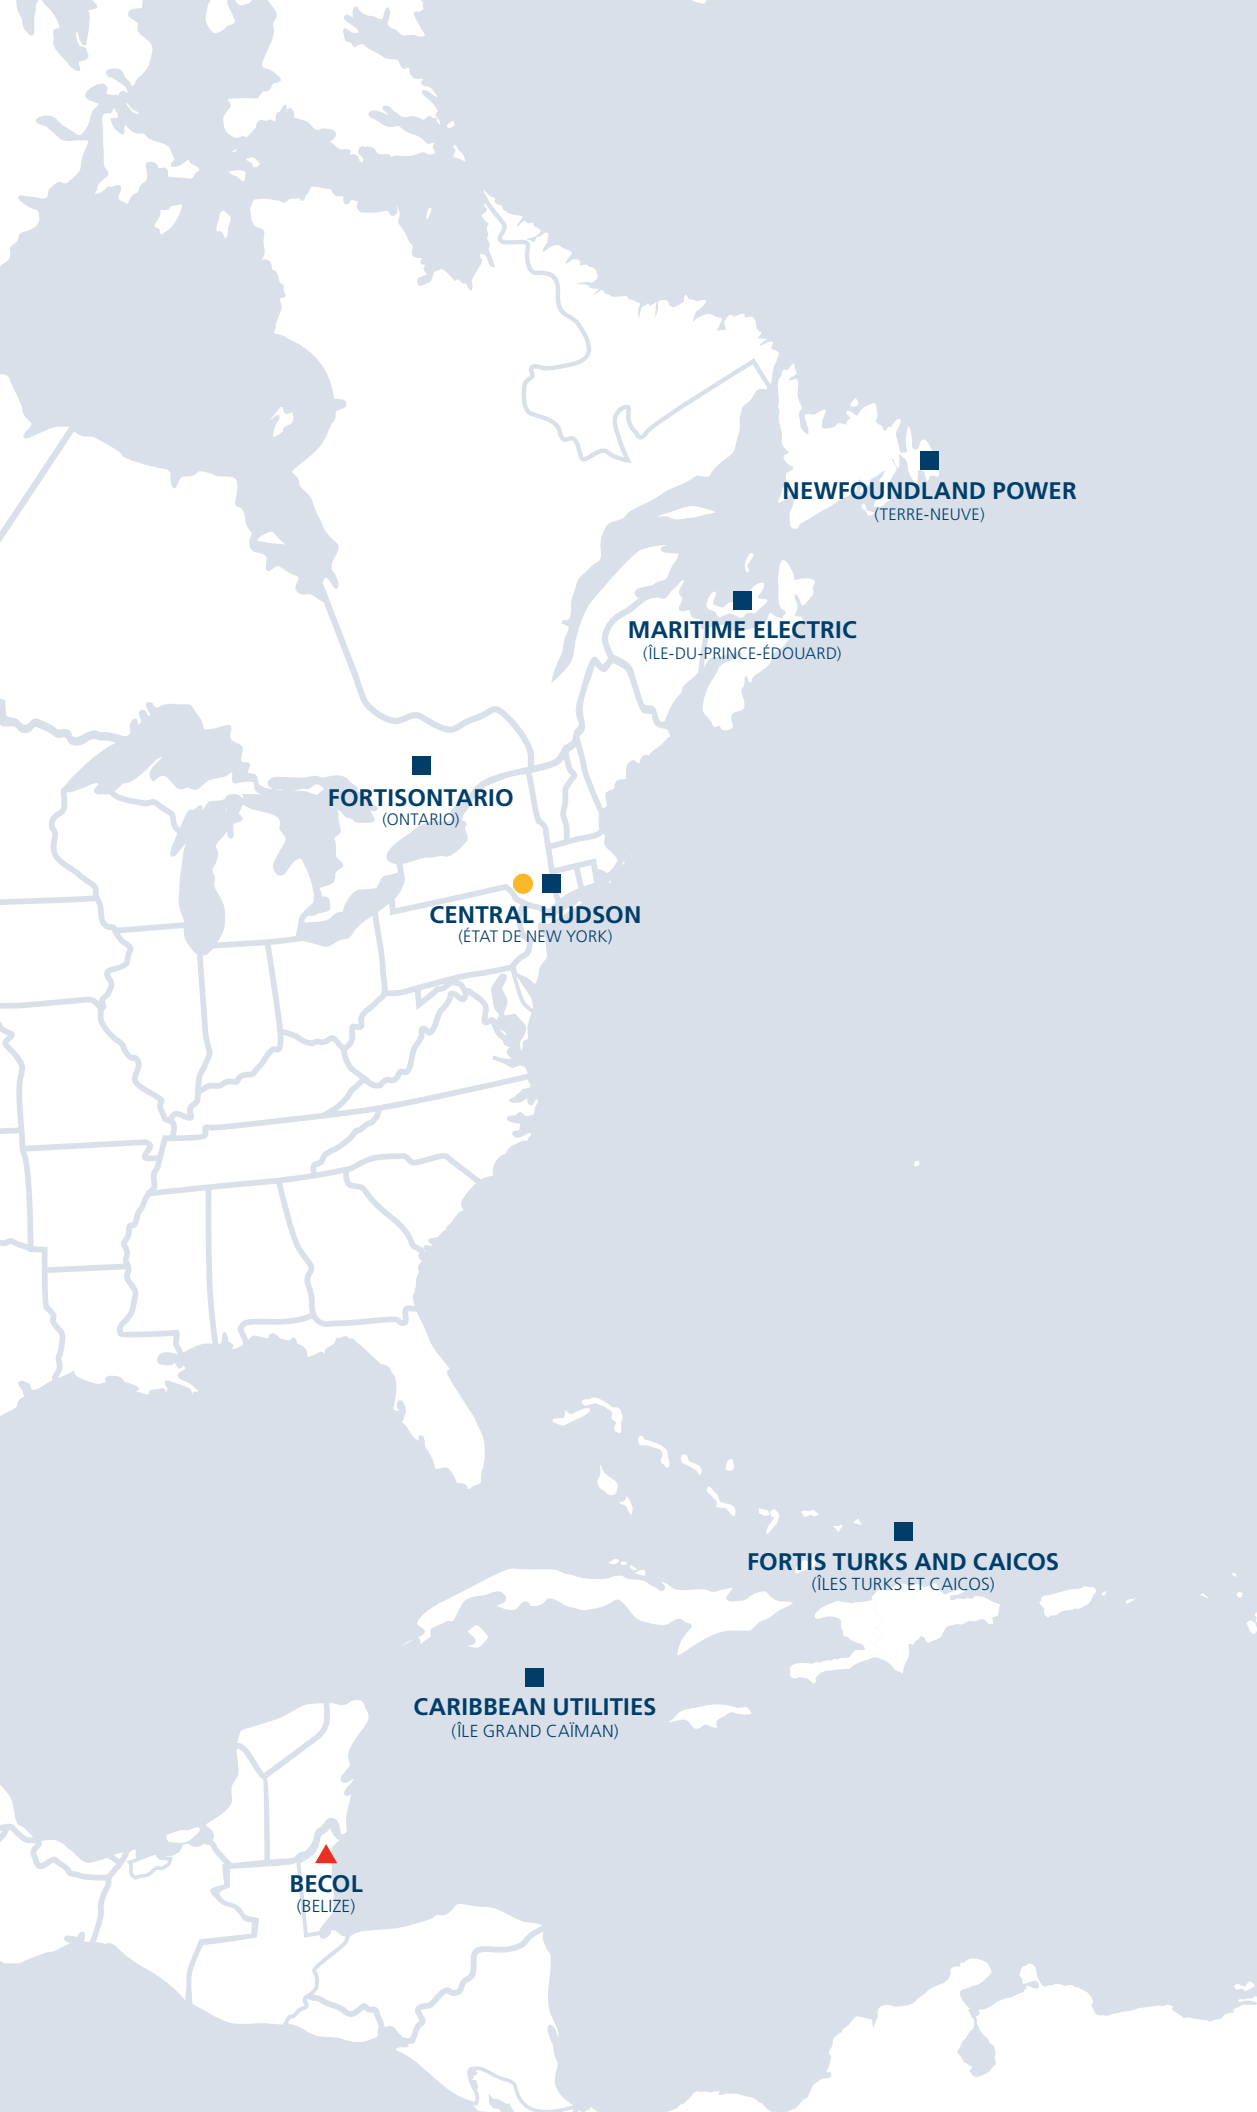 NEWFOUNDLAND POWER
(TERRE-NEUVE)
MARITIME ELECTRIC
(ÎLE-DU-PRINCE-ÉDOUARD)
FORTISONTARIO
(ONTARIO)
CENTRAL HUDSON
(ÉTAT DE NEW YORK)
FORTIS TURKS AND CAICOS
(ÎLES TURKS ET CAICOS)
CARIBBEAN UTILITIES
(ÎLE GRAND CAÏMAN)
BECOL
(BELIZE)